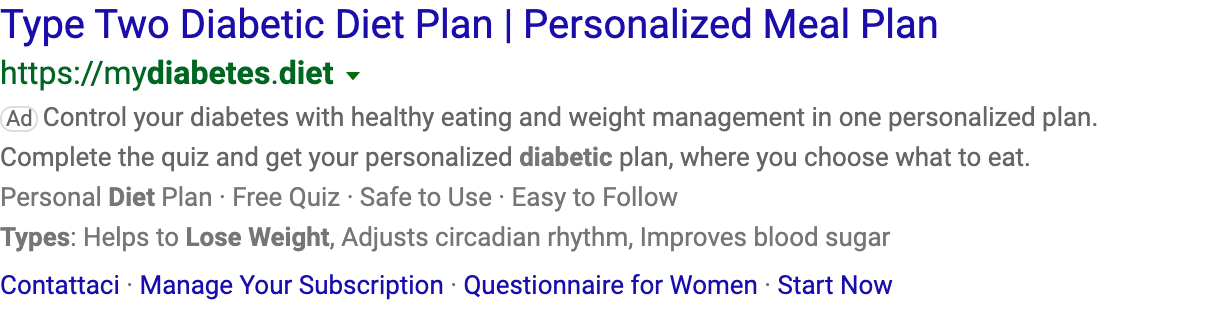 Type Two Diabetic Diet Plan | Personalized Meal Plan
https://mydiabetes.diet
Ad Control your diabetes with healthy eating and weight management in one personalized plan.
Complete the quiz and get your personalized diabetic plan, where you choose what to eat.
Personal Diet Plan · Free Quiz · Safe to Use · Easy to Follow
Types: Helps to Lose Weight, Adjusts circadian rhythm, Improves blood sugar
Contattaci · Manage Your Subscription · Questionnaire for Women · Start Now